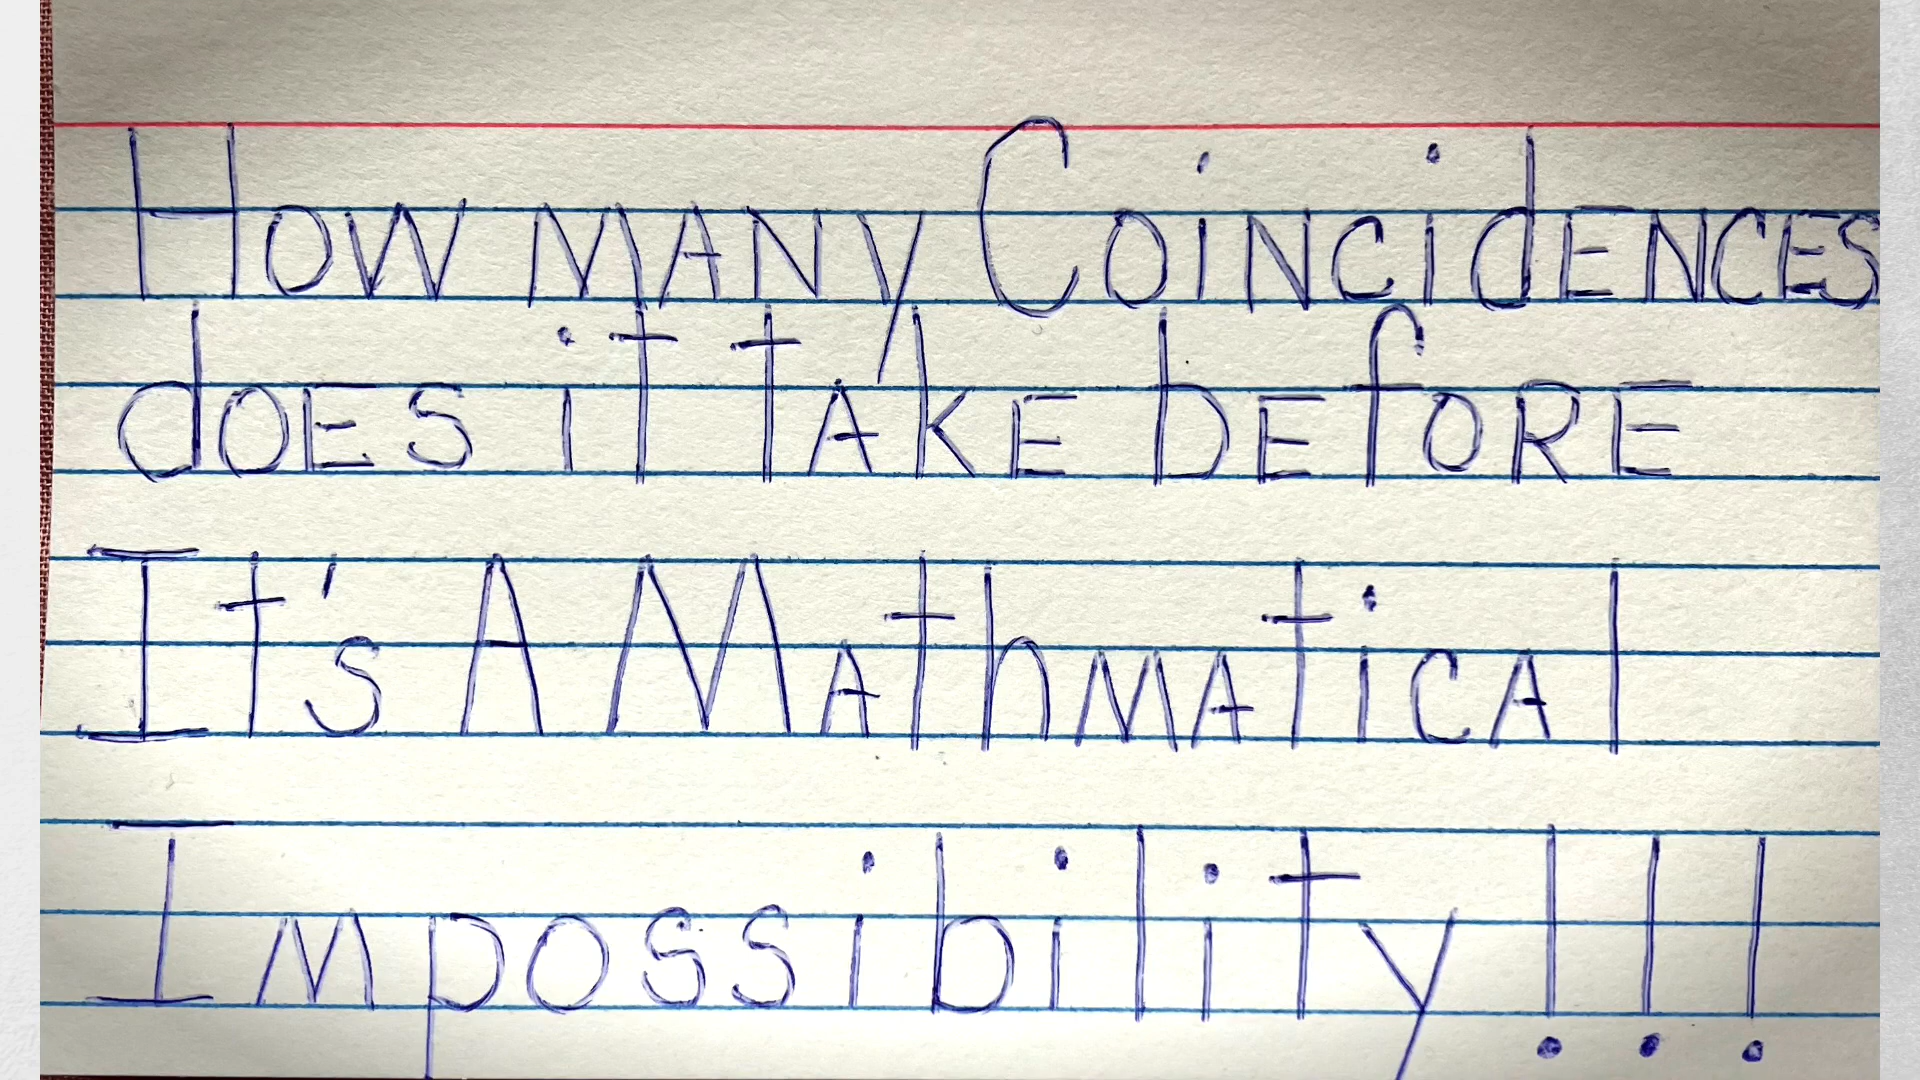 How many Coincidences
does it take before
It's A Mathmatical
Impossibility!!!